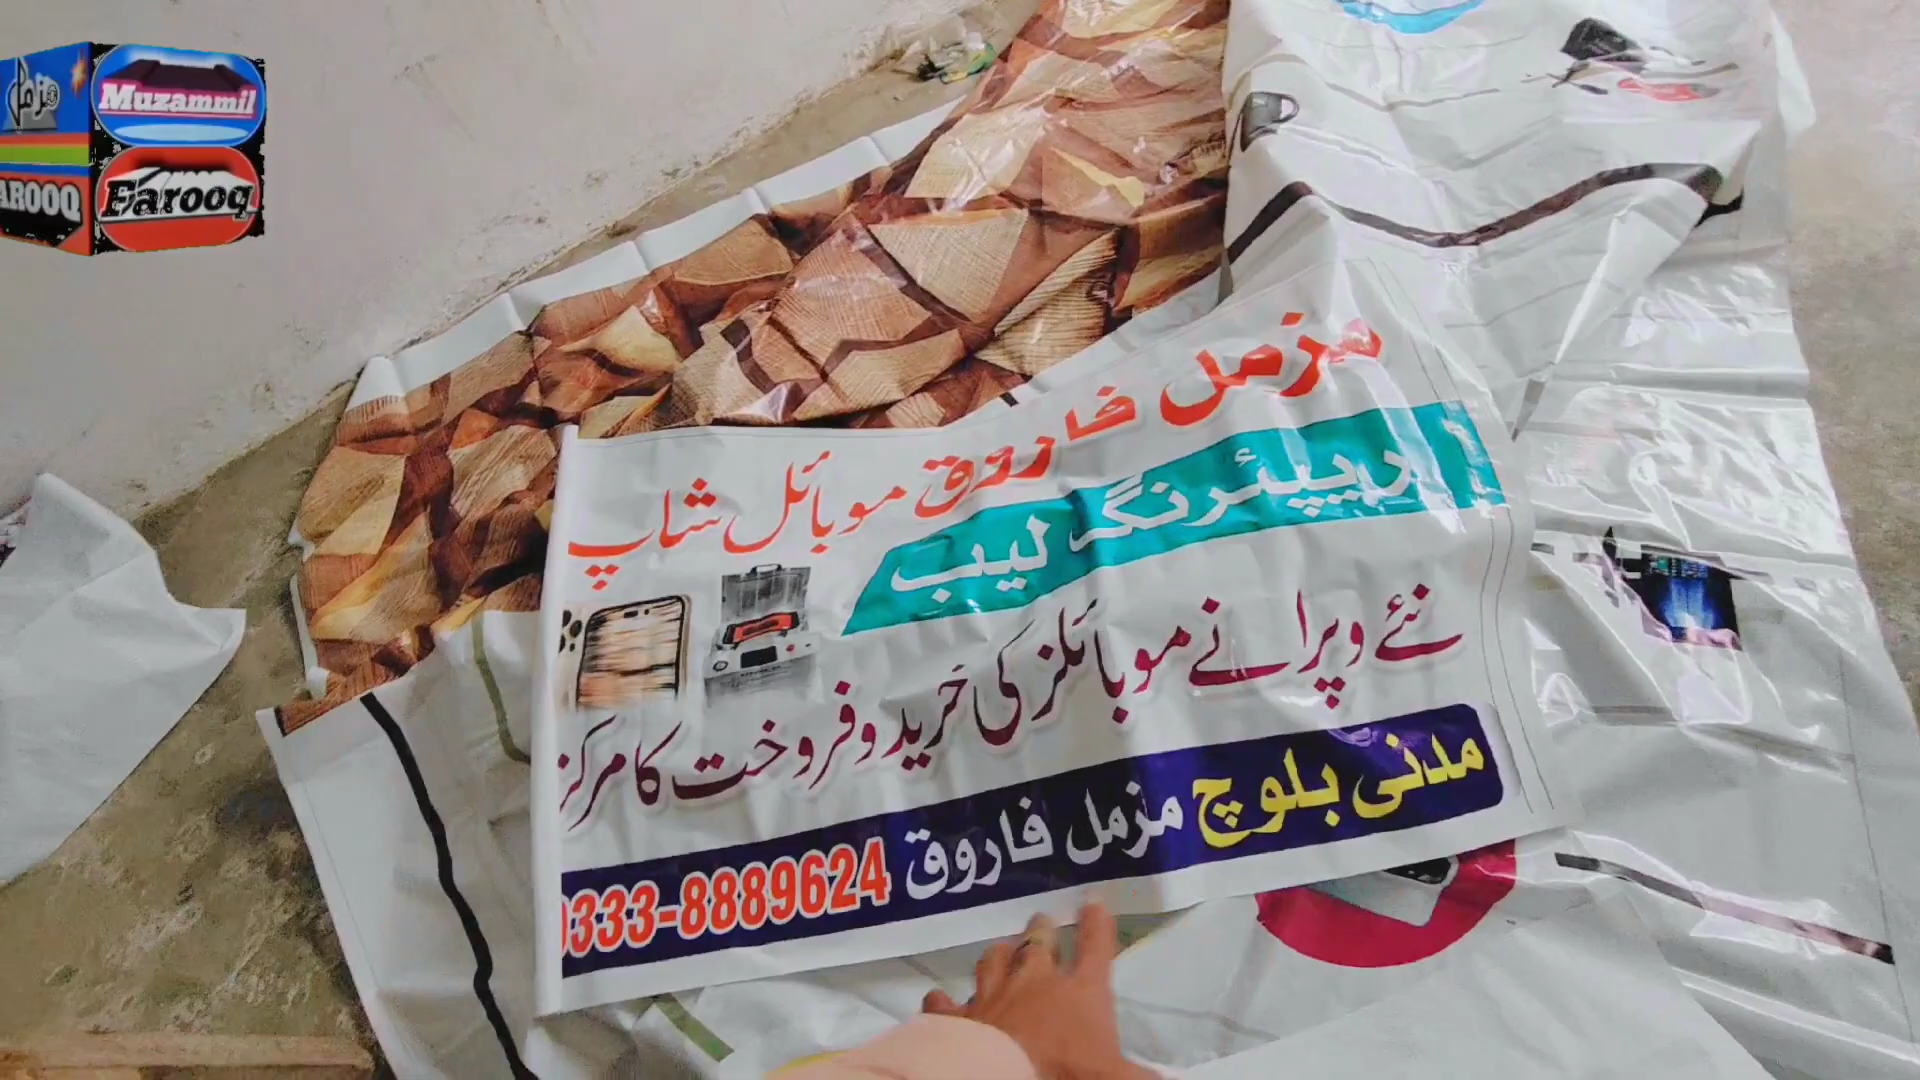 مزمل
AROOQ
Muzammil
Farooq
مزمل فاروق موبائل شاپ
ریپئرنگ لیب
نئے و پرانے موبائلز کی خرید و فروخت کا مرکز
مدنی بلوچ مزمل فاروق 0333-8889624